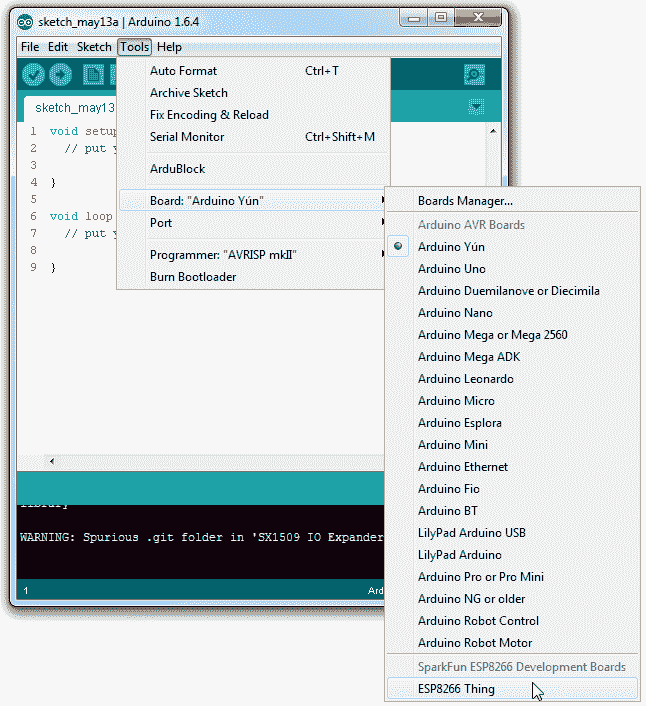 sketch_may13a | Arduino 1.6.4
File Edit Sketch Tools Help
Auto Format Ctrl+T
Archive Sketch
Fix Encoding & Reload
Serial Monitor Ctrl+Shift+M
ArduBlock
Board: "Arduino Yún"
Port
Programmer: "AVRISP mkII"
Burn Bootloader
sketch_may13
1 void setup
2 // put y
3
4 }
5
6 void loop
7 // put y
8
9 }
Boards Manager...
Arduino AVR Boards
Arduino Yún
Arduino Uno
Arduino Duemilanove or Diecimila
Arduino Nano
Arduino Mega or Mega 2560
Arduino Mega ADK
Arduino Leonardo
Arduino Micro
Arduino Esplora
Arduino Mini
Arduino Ethernet
Arduino Fio
Arduino BT
LilyPad Arduino USB
LilyPad Arduino
Arduino Pro or Pro Mini
Arduino NG or older
Arduino Robot Control
Arduino Robot Motor
SparkFun ESP8266 Development Boards
ESP8266 Thing
library
WARNING: Spurious .git folder in 'SX1509 IO Expander
1 Ard